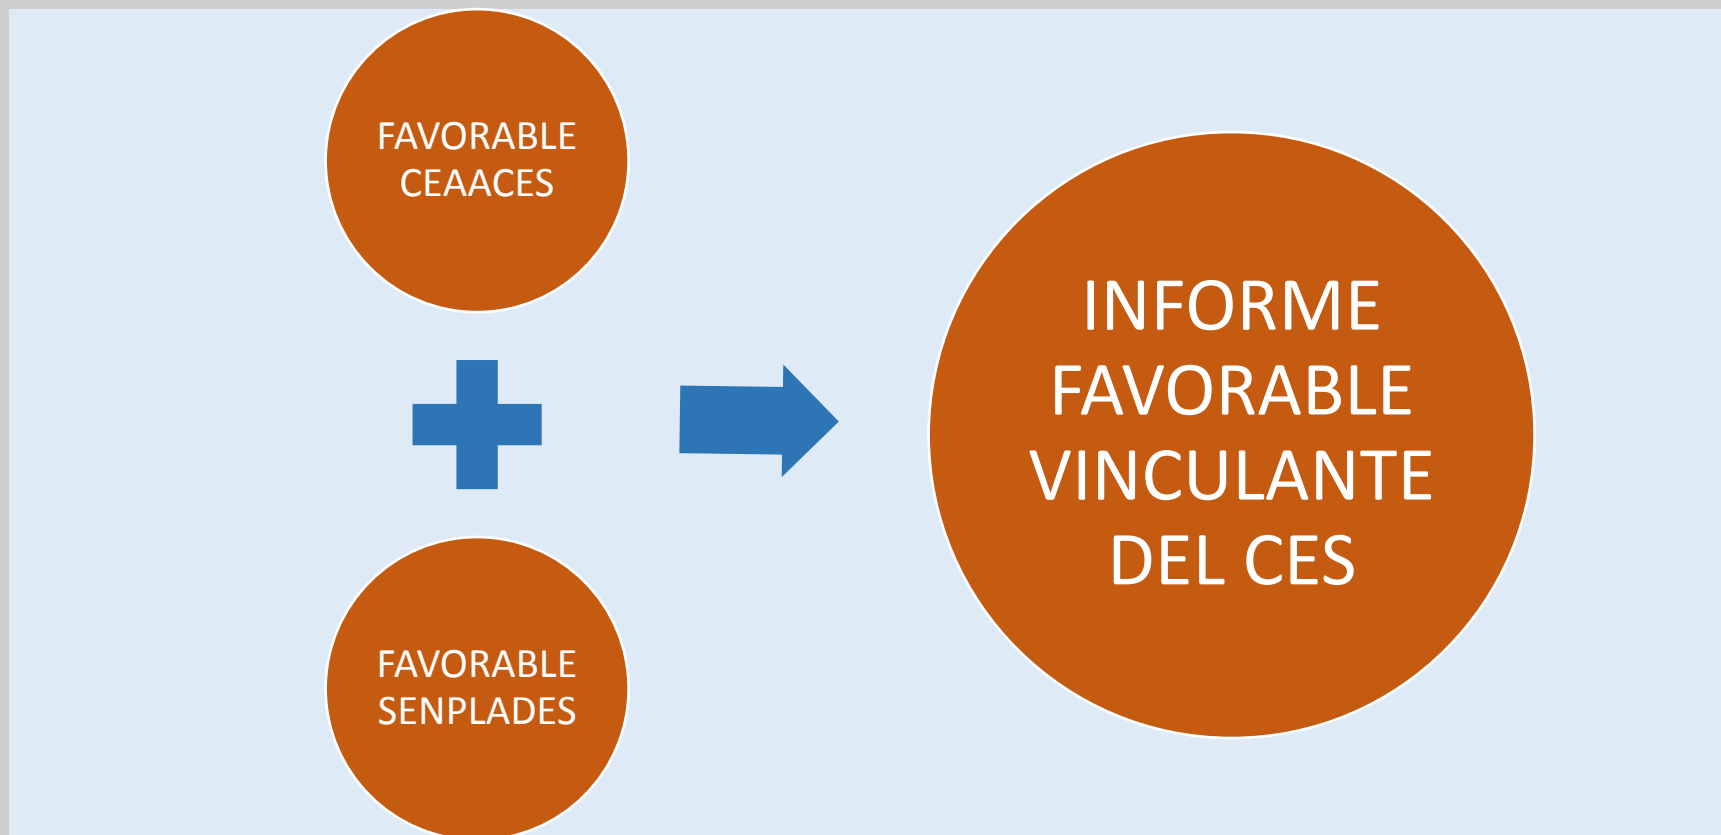 FAVORABLE
CEAACES
FAVORABLE
SENPLADES
INFORME
FAVORABLE
VINCULANTE
DEL CES